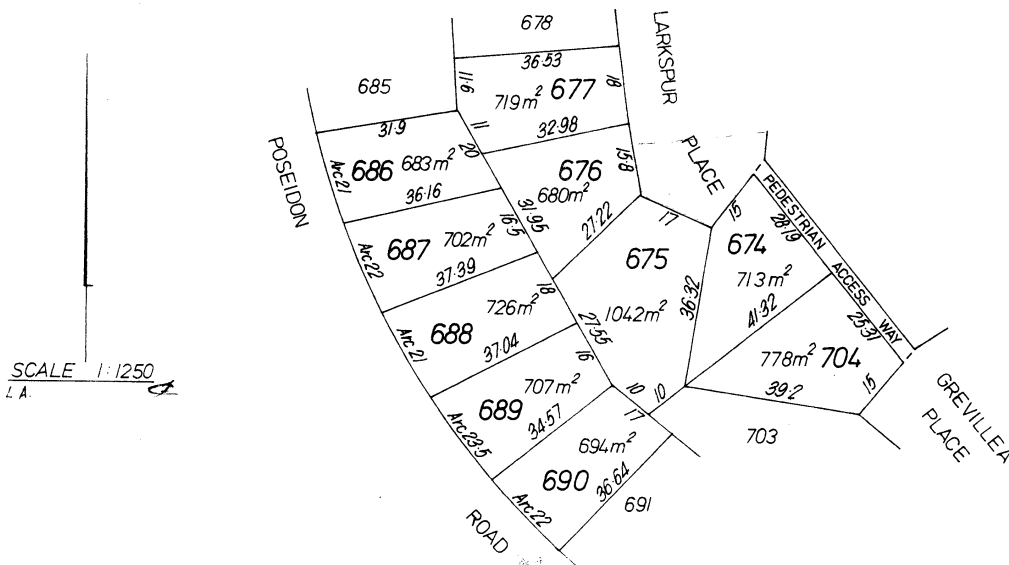 678
LARKSPUR
PLACE
36.53
11.6
18
685
719m² 677
11
32.98
31.9
20
POSEIDON
Arc 21
686 683m²
676
680m²
15.8
36.16
31.95
27.22
17
15
PEDESTRIAN ACCESS WAY
28.19
16.5
687 702m²
Arc 22
37.39
675
674
713m²
36.32
18
726m²
1042m²
41.32
688
Arc 21
37.04
27.55
25.37
16
778m² 704
SCALE 1:1250
L A.
707m²
39.2
15
689
34.57
10
10
GREVILLEA
PLACE
Arc 23.5
17
703
694m²
690
36.64
691
Arc 22
ROAD